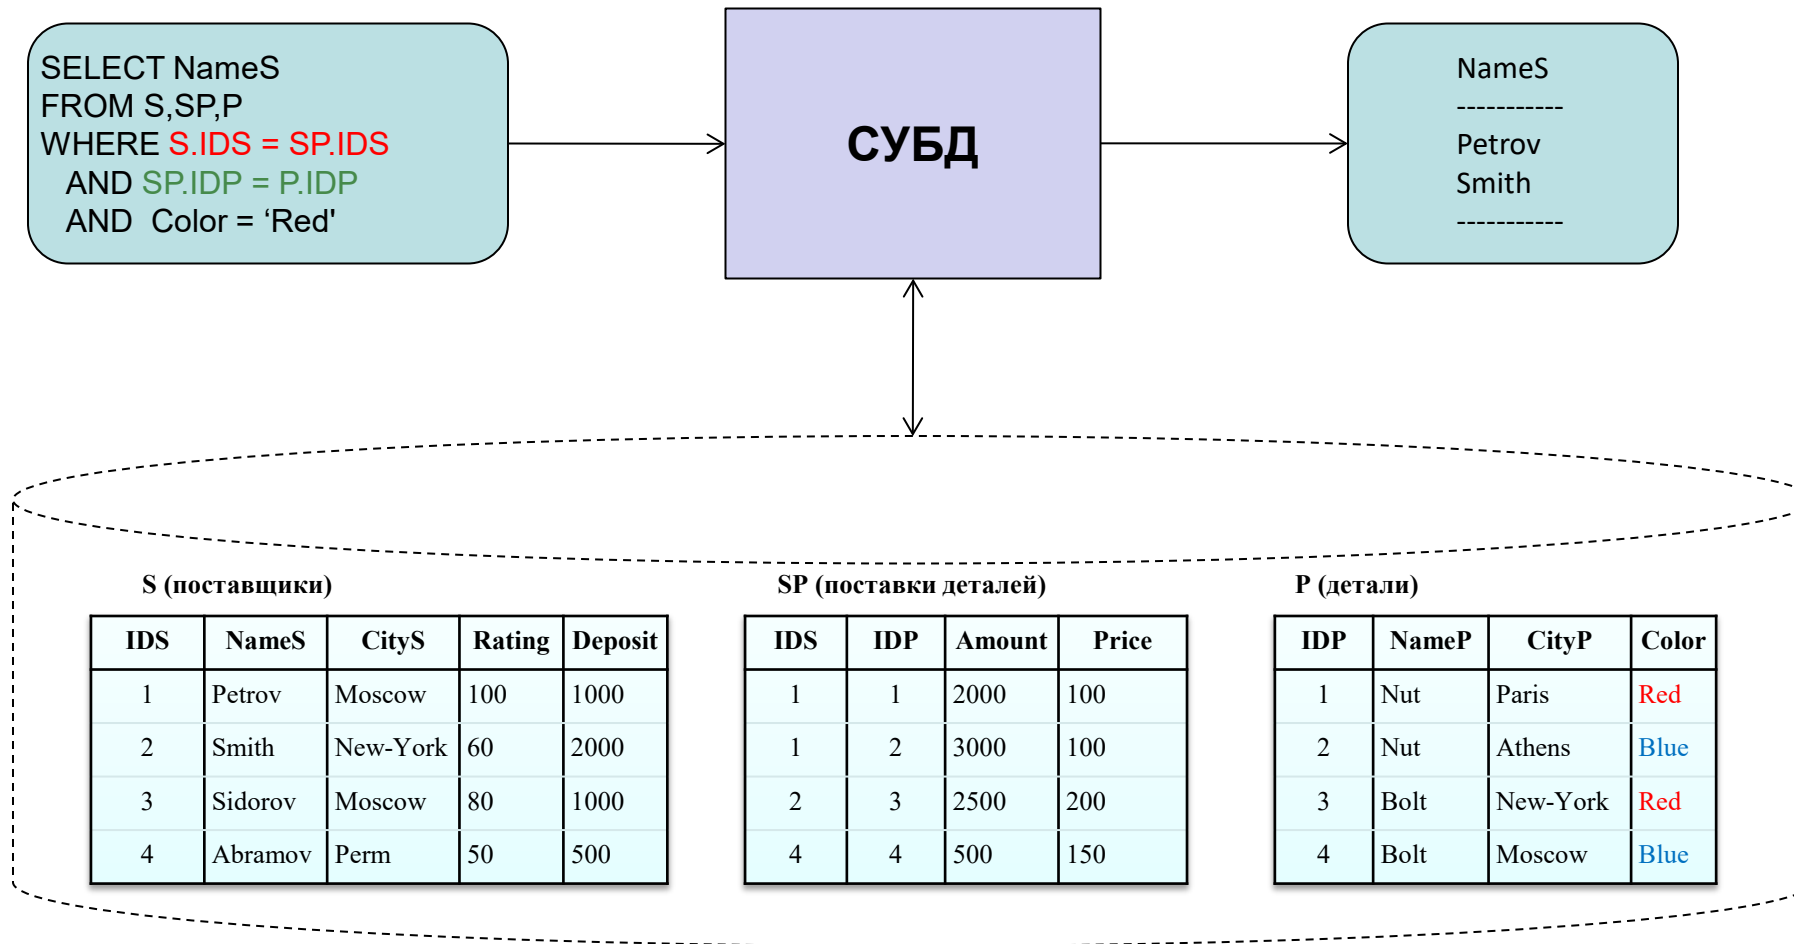 SELECT NameS
FROM S,SP,P
WHERE S.IDS = SP.IDS
AND SP.IDP = P.IDP
AND Color = ‘Red'
СУБД
NameS
-----------
Petrov
Smith
-----------
S (поставщики)
IDS NameS CityS Rating Deposit
1 Petrov Moscow 100 1000
2 Smith New-York 60 2000
3 Sidorov Moscow 80 1000
4 Abramov Perm 50 500
SP (поставки деталей)
IDS IDP Amount Price
1 1 2000 100
1 2 3000 100
2 3 2500 200
4 4 500 150
P (детали)
IDP NameP CityP Color
1 Nut Paris Red
2 Nut Athens Blue
3 Bolt New-York Red
4 Bolt Moscow Blue